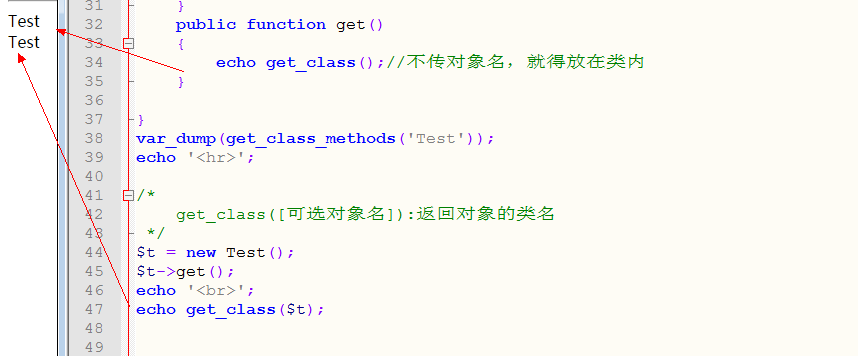 Test
Test
31 }
32 public function get()
33 {
34 echo get_class();//不传对象名，就得放在类内
35 }
36
37 }
38 var_dump(get_class_methods('Test'));
39 echo '<hr>';
40
41 /*
42 get_class([可选对象名]):返回对象的类名
43 */
44 $t = new Test();
45 $t->get();
46 echo '<br>';
47 echo get_class($t);
48
49